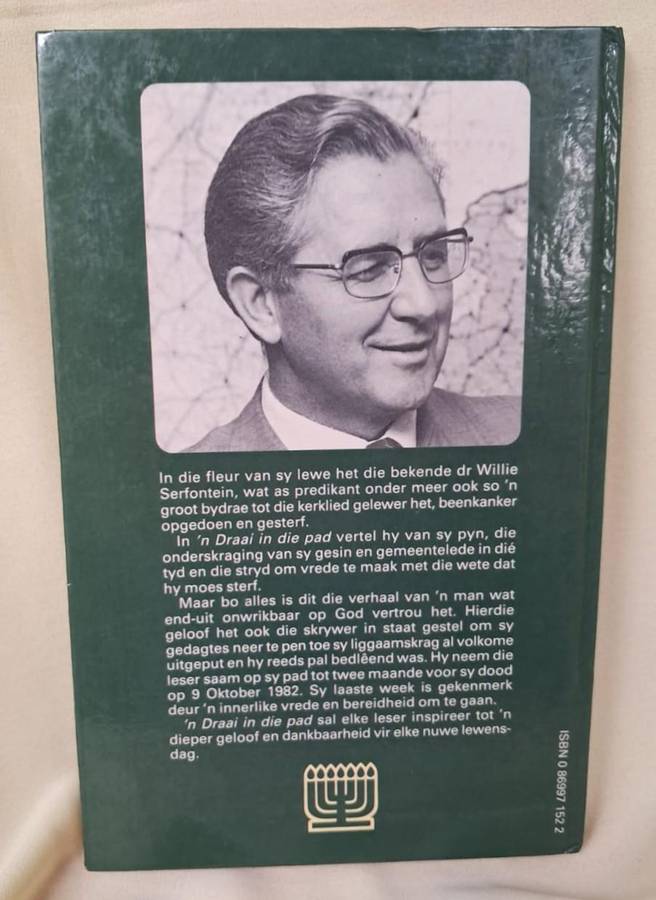 In die fleur van sy lewe het die bekende dr Willie
Serfontein, wat as predikant onder meer ook so 'n
groot bydrae tot die kerklied gelewer het, beenkanker
opgedoen en gesterf.
In 'n Draai in die pad vertel hy van sy pyn, die
onderskraging van sy gesin en gemeentelede in dié
tyd en die stryd om vrede te maak met die wete dat
hy moes sterf.
Maar bo alles is dit die verhaal van 'n man wat
end-uit onwrikbaar op God vertrou het. Hierdie
geloof het ook die skrywer in staat gestel om sy
gedagtes neer te pen toe sy liggaamskrag al volkome
uitgeput en hy reeds pal bedlêend was. Hy neem die
leser saam op sy pad tot twee maande voor sy dood
op 9 Oktober 1982. Sy laaste week is gekenmerk
deur 'n innerlike vrede en bereidheid om te gaan.
'n Draai in die pad sal elke leser inspireer tot 'n
dieper geloof en dankbaarheid vir elke nuwe lewens-
dag.
ISBN 0 86997 152 2